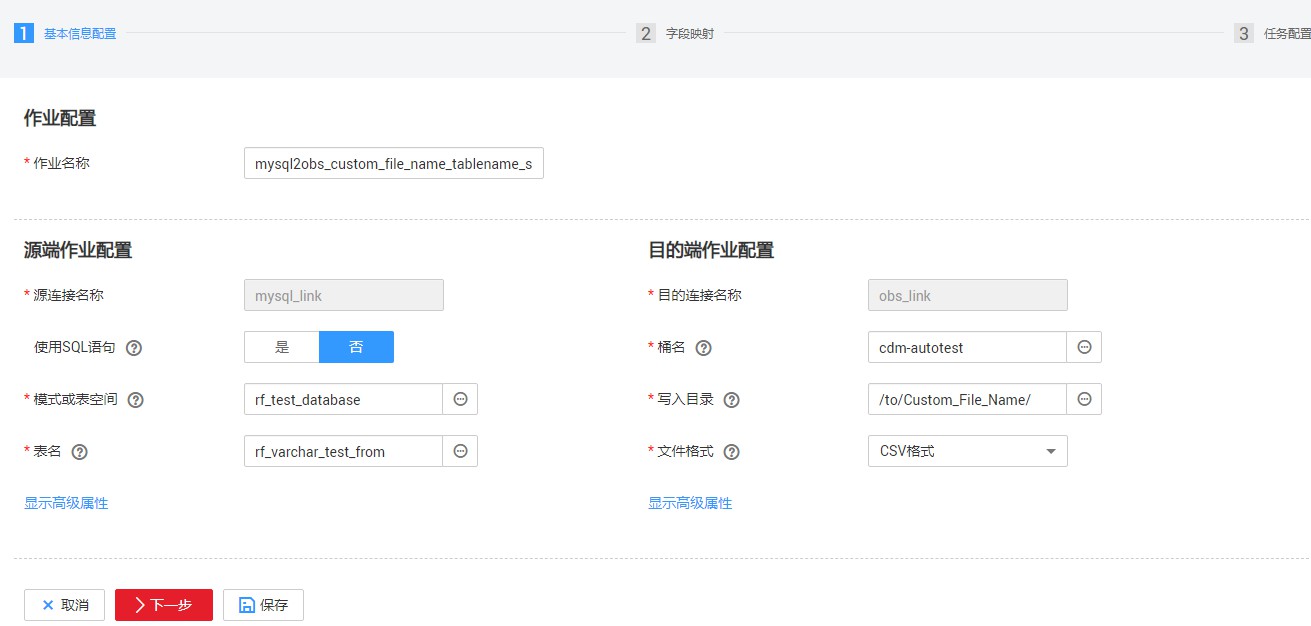 1 基本信息配置 2 字段映射 3 任务配置
作业配置
* 作业名称 mysql2obs_custom_file_name_tablename_s
源端作业配置 目的端作业配置
* 源连接名称 mysql_link * 目的连接名称 obs_link
使用SQL语句 ? 是 否 * 桶名 ? cdm-autotest
* 模式或表空间 ? rf_test_database * 写入目录 ? /to/Custom_File_Name/
* 表名 ? rf_varchar_test_from * 文件格式 ? CSV格式
显示高级属性 显示高级属性
取消 下一步 保存